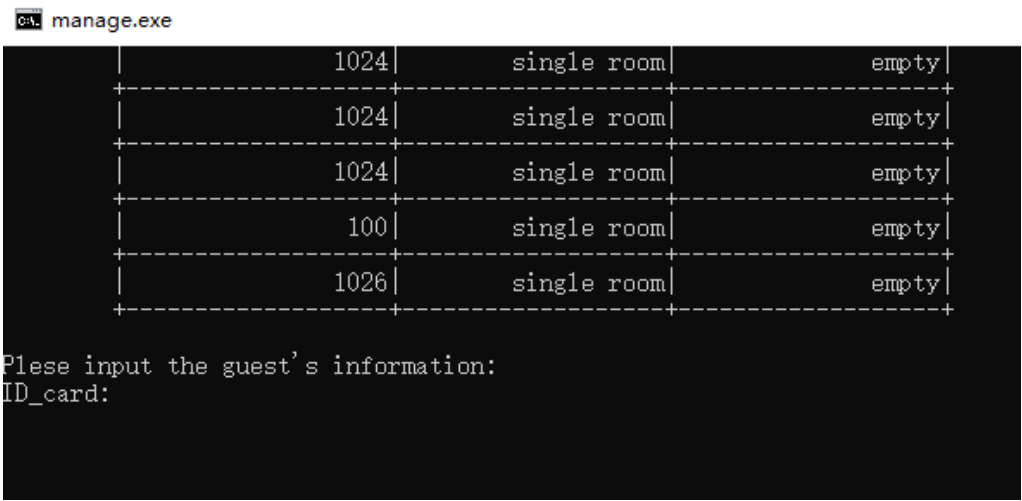 manage.exe
1024| single room| empty|
1024| single room| empty|
1024| single room| empty|
100| single room| empty|
1026| single room| empty|
Plese input the guest's information:
ID_card: